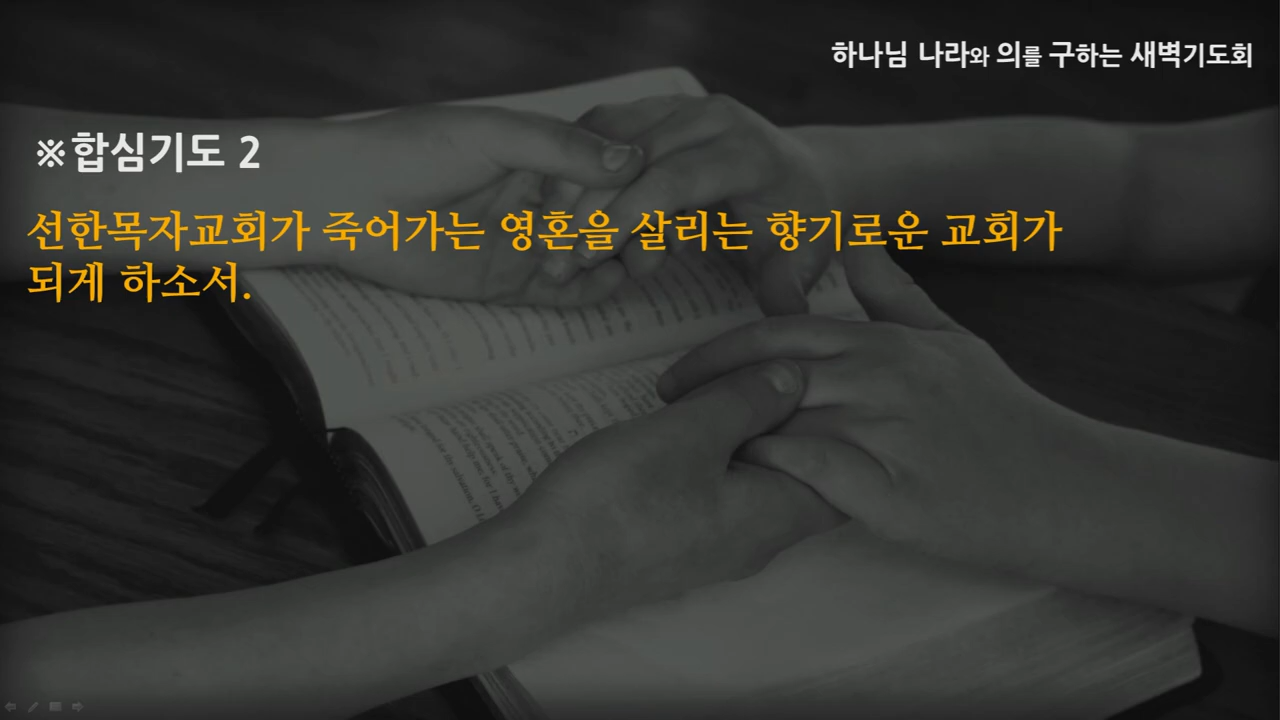 하나님 나라와 의를 구하는 새벽기도회
※합심기도 2
선한목자교회가 죽어가는 영혼을 살리는 향기로운 교회가
되게 하소서.